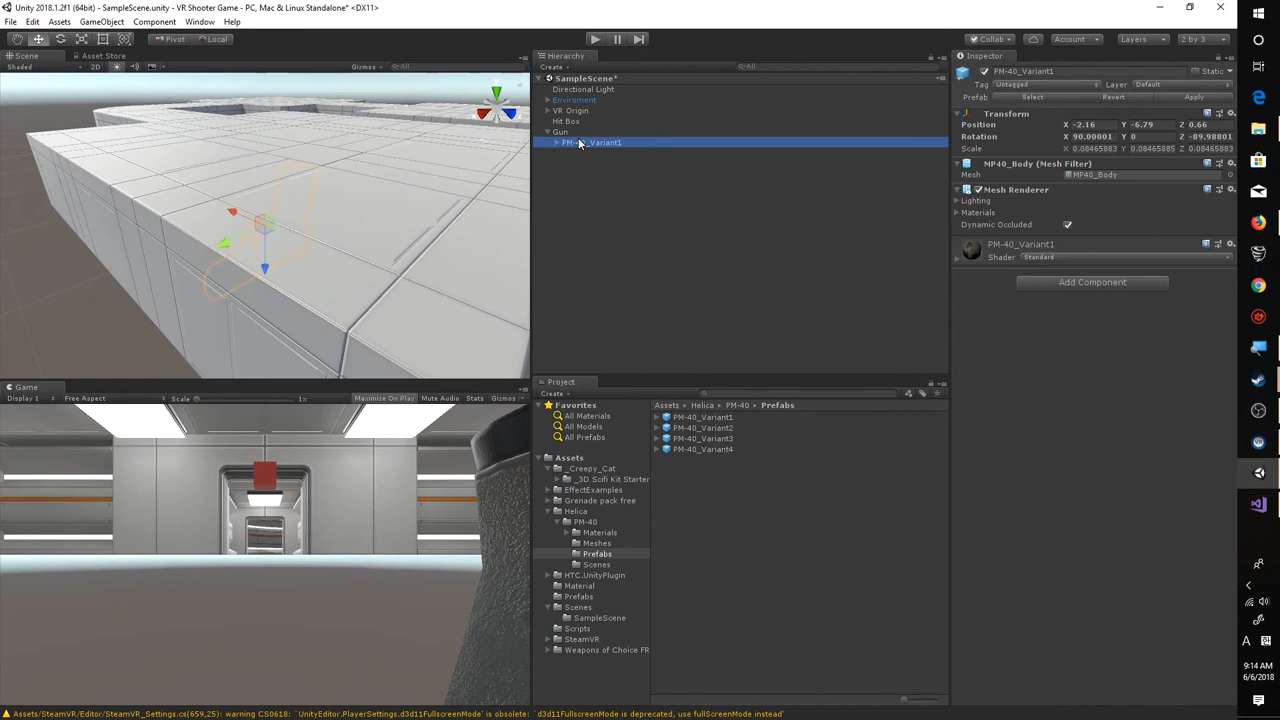 Unity 2018.1.2f1 (64bit) - SampleScene.unity - VR Shooter Game - PC, Mac & Linux Standalone* <DX11>
File Edit Assets GameObject Component Window Help
Pivot Local
Collab Account Layers 2 by 3
Scene Asset Store
Shaded 2D Gizmos All
Hierarchy
Create All
SampleScene*
Directional Light
Enviroment
VR Origin
Hit Box
Gun
PM-40_Variant1
Inspector
PM-40_Variant1 Static
Tag Untagged Layer Default
Prefab Select Revert Apply
Transform
Position X -2.16 Y -6.79 Z 0.66
Rotation X 90.00001 Y 0 Z -89.98801
Scale X 0.08465883 Y 0.08465885 Z 0.08465883
MP40_Body (Mesh Filter)
Mesh MP40_Body
Mesh Renderer
Lighting
Materials
Dynamic Occluded
PM-40_Variant1
Shader Standard
Add Component
Game
Display 1 Free Aspect Scale 1x Maximize On Play Mute Audio Stats Gizmos
Project
Create
Favorites
All Materials
All Models
All Prefabs
Assets
_Creepy_Cat
_3D Scifi Kit Starter
EffectExamples
Grenade pack free
Helica
PM-40
Materials
Meshes
Prefabs
Scenes
HTC.UnityPlugin
Material
Prefabs
Scenes
SampleScene
Scripts
SteamVR
Weapons of Choice FR
Assets Helica PM-40 Prefabs
PM-40_Variant1
PM-40_Variant2
PM-40_Variant3
PM-40_Variant4
Assets/SteamVR/Editor/SteamVR_Settings.cs(659,25): warning CS0618: `UnityEditor.PlayerSettings.d3d11FullscreenMode' is obsolete: `d3d11FullscreenMode is deprecated, use fullScreenMode instead'
A
9:14 AM
6/6/2018